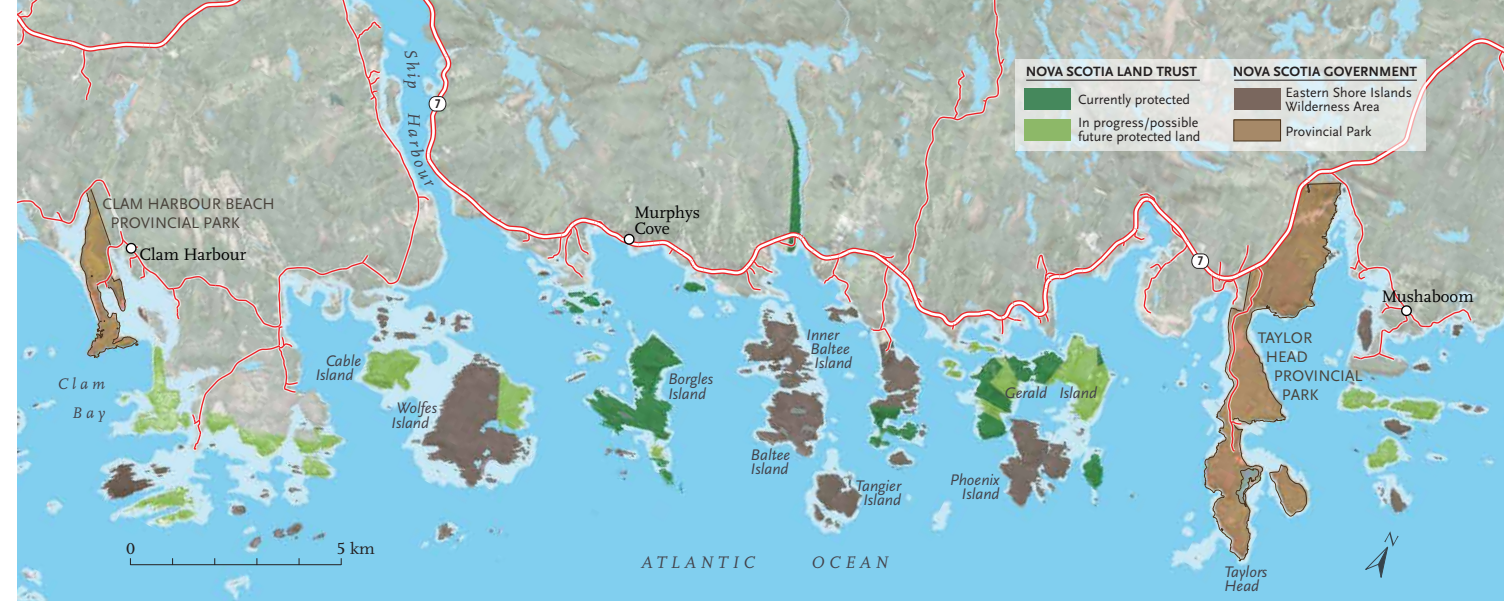 Ship Harbour
7
NOVA SCOTIA LAND TRUST
Currently protected
In progress/possible
future protected land
NOVA SCOTIA GOVERNMENT
Eastern Shore Islands
Wilderness Area
Provincial Park
CLAM HARBOUR BEACH
PROVINCIAL PARK
Clam Harbour
Murphys
Cove
7
Mushaboom
Clam
Bay
Cable
Island
Wolfes
Island
Borgles
Island
Inner
Baltee
Island
Baltee
Island
Tangier
Island
Gerald Island
Phoenix
Island
TAYLOR
HEAD
PROVINCIAL
PARK
Taylors
Head
0 5 km
ATLANTIC OCEAN
N